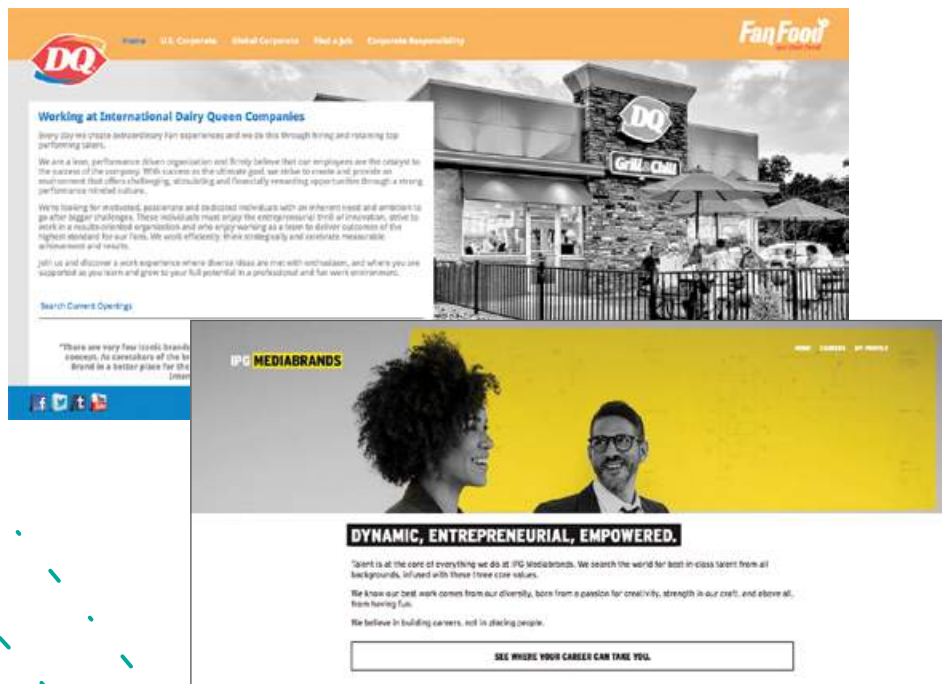 DQ
Home U.S. Corporate Global Corporate Find a Job Corporate Responsibility
Fan Food
not fast food
Working at International Dairy Queen Companies
Every day we create extraordinary Fan experiences and we do this through hiring and retaining top
performing talent.
We are a lean, performance driven organization and firmly believe that our employees are the catalyst to
the success of the company. With success as the ultimate goal, we strive to create and provide an
environment that offers challenging, stimulating and financially rewarding opportunities through a strong
performance minded culture.
We're looking for motivated, passionate and dedicated individuals with an inherent need and ambition to
go after bigger challenges. These individuals must enjoy the entrepreneurial thrill of innovation, strive to
work in a results-oriented organization and who enjoy working as a team to deliver outcomes of the
highest standard for our Fans. We work efficiently, think strategically and celebrate measurable
achievement and results.
Join us and discover a work experience where diverse ideas are met with enthusiasm, and where you are
supported as you learn and grow to your full potential in a professional and fun work environment.
Search Current Openings
"There are very few iconic brands
concept. As caretakers of the
Brand in a better place for the
DQ
Grill & Chill
IPG MEDIABRANDS
HOME CAREERS MY PROFILE
DYNAMIC, ENTREPRENEURIAL, EMPOWERED.
Talent is at the core of everything we do at IPG Mediabrands. We search the world for best in-class talent from all
backgrounds, infused with these three core values.
We know our best work comes from our diversity, born from a passion for creativity, strength in our craft, and above all,
from having fun.
We believe in building careers, not in placing people.
SEE WHERE YOUR CAREER CAN TAKE YOU.